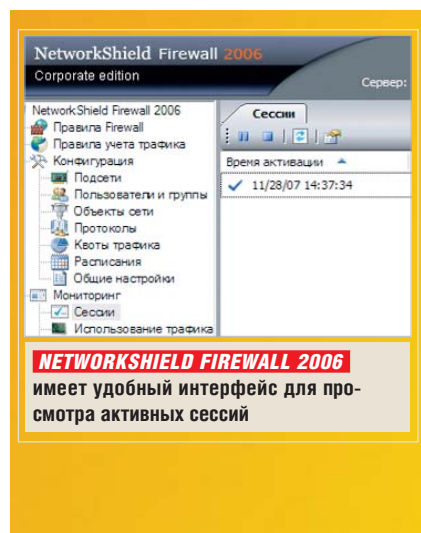 NetworkShield Firewall 2006
Corporate edition
Сервер:
NetworkShield Firewall 2006
Правила Firewall
Правила учета трафика
Конфигурация
Подсети
Пользователи и группы
Объекты сети
Протоколы
Квоты трафика
Расписания
Общие настройки
Мониторинг
Сессии
Использование трафика
Сессии
Время активации
11/28/07 14:37:34
NETWORKSHIELD FIREWALL 2006
имеет удобный интерфейс для про-
смотра активных сессий